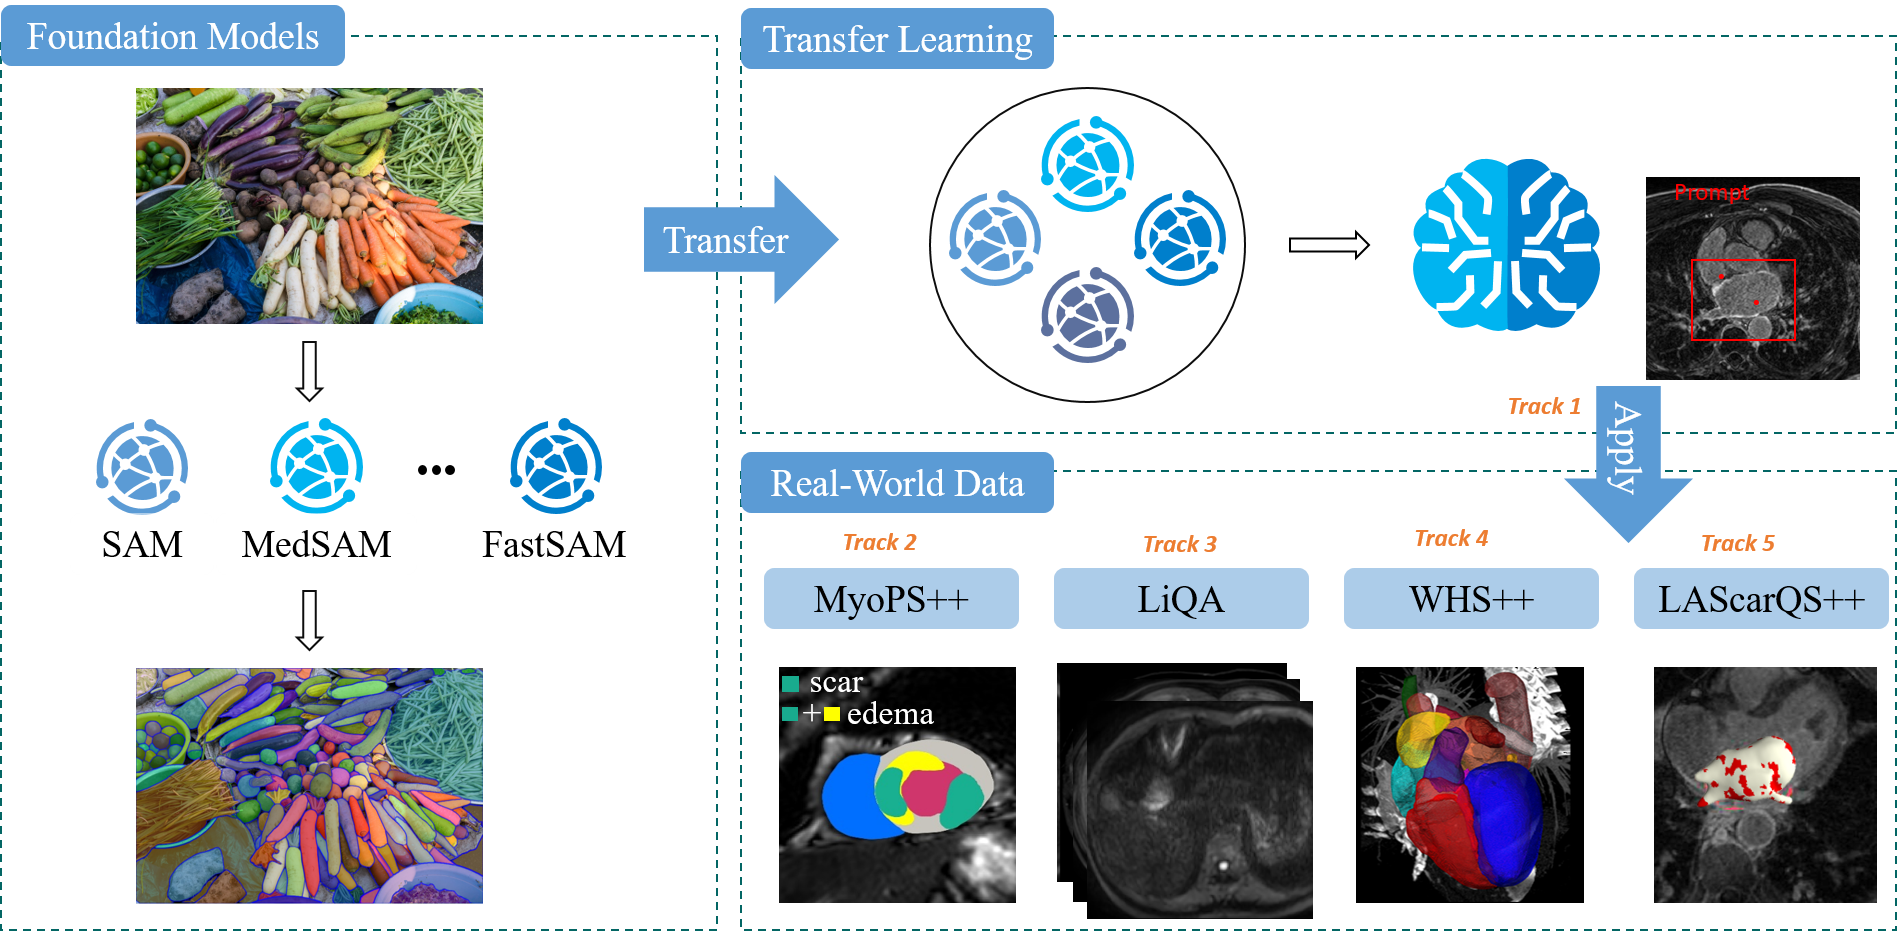 Foundation Models
SAM
MedSAM
•••
FastSAM
Transfer
Transfer Learning
Prompt
Track 1
Apply
Real-World Data
Track 2
Track 3
Track 4
Track 5
MyoPS++
LiQA
WHS++
LAScarQS++
scar
+ edema